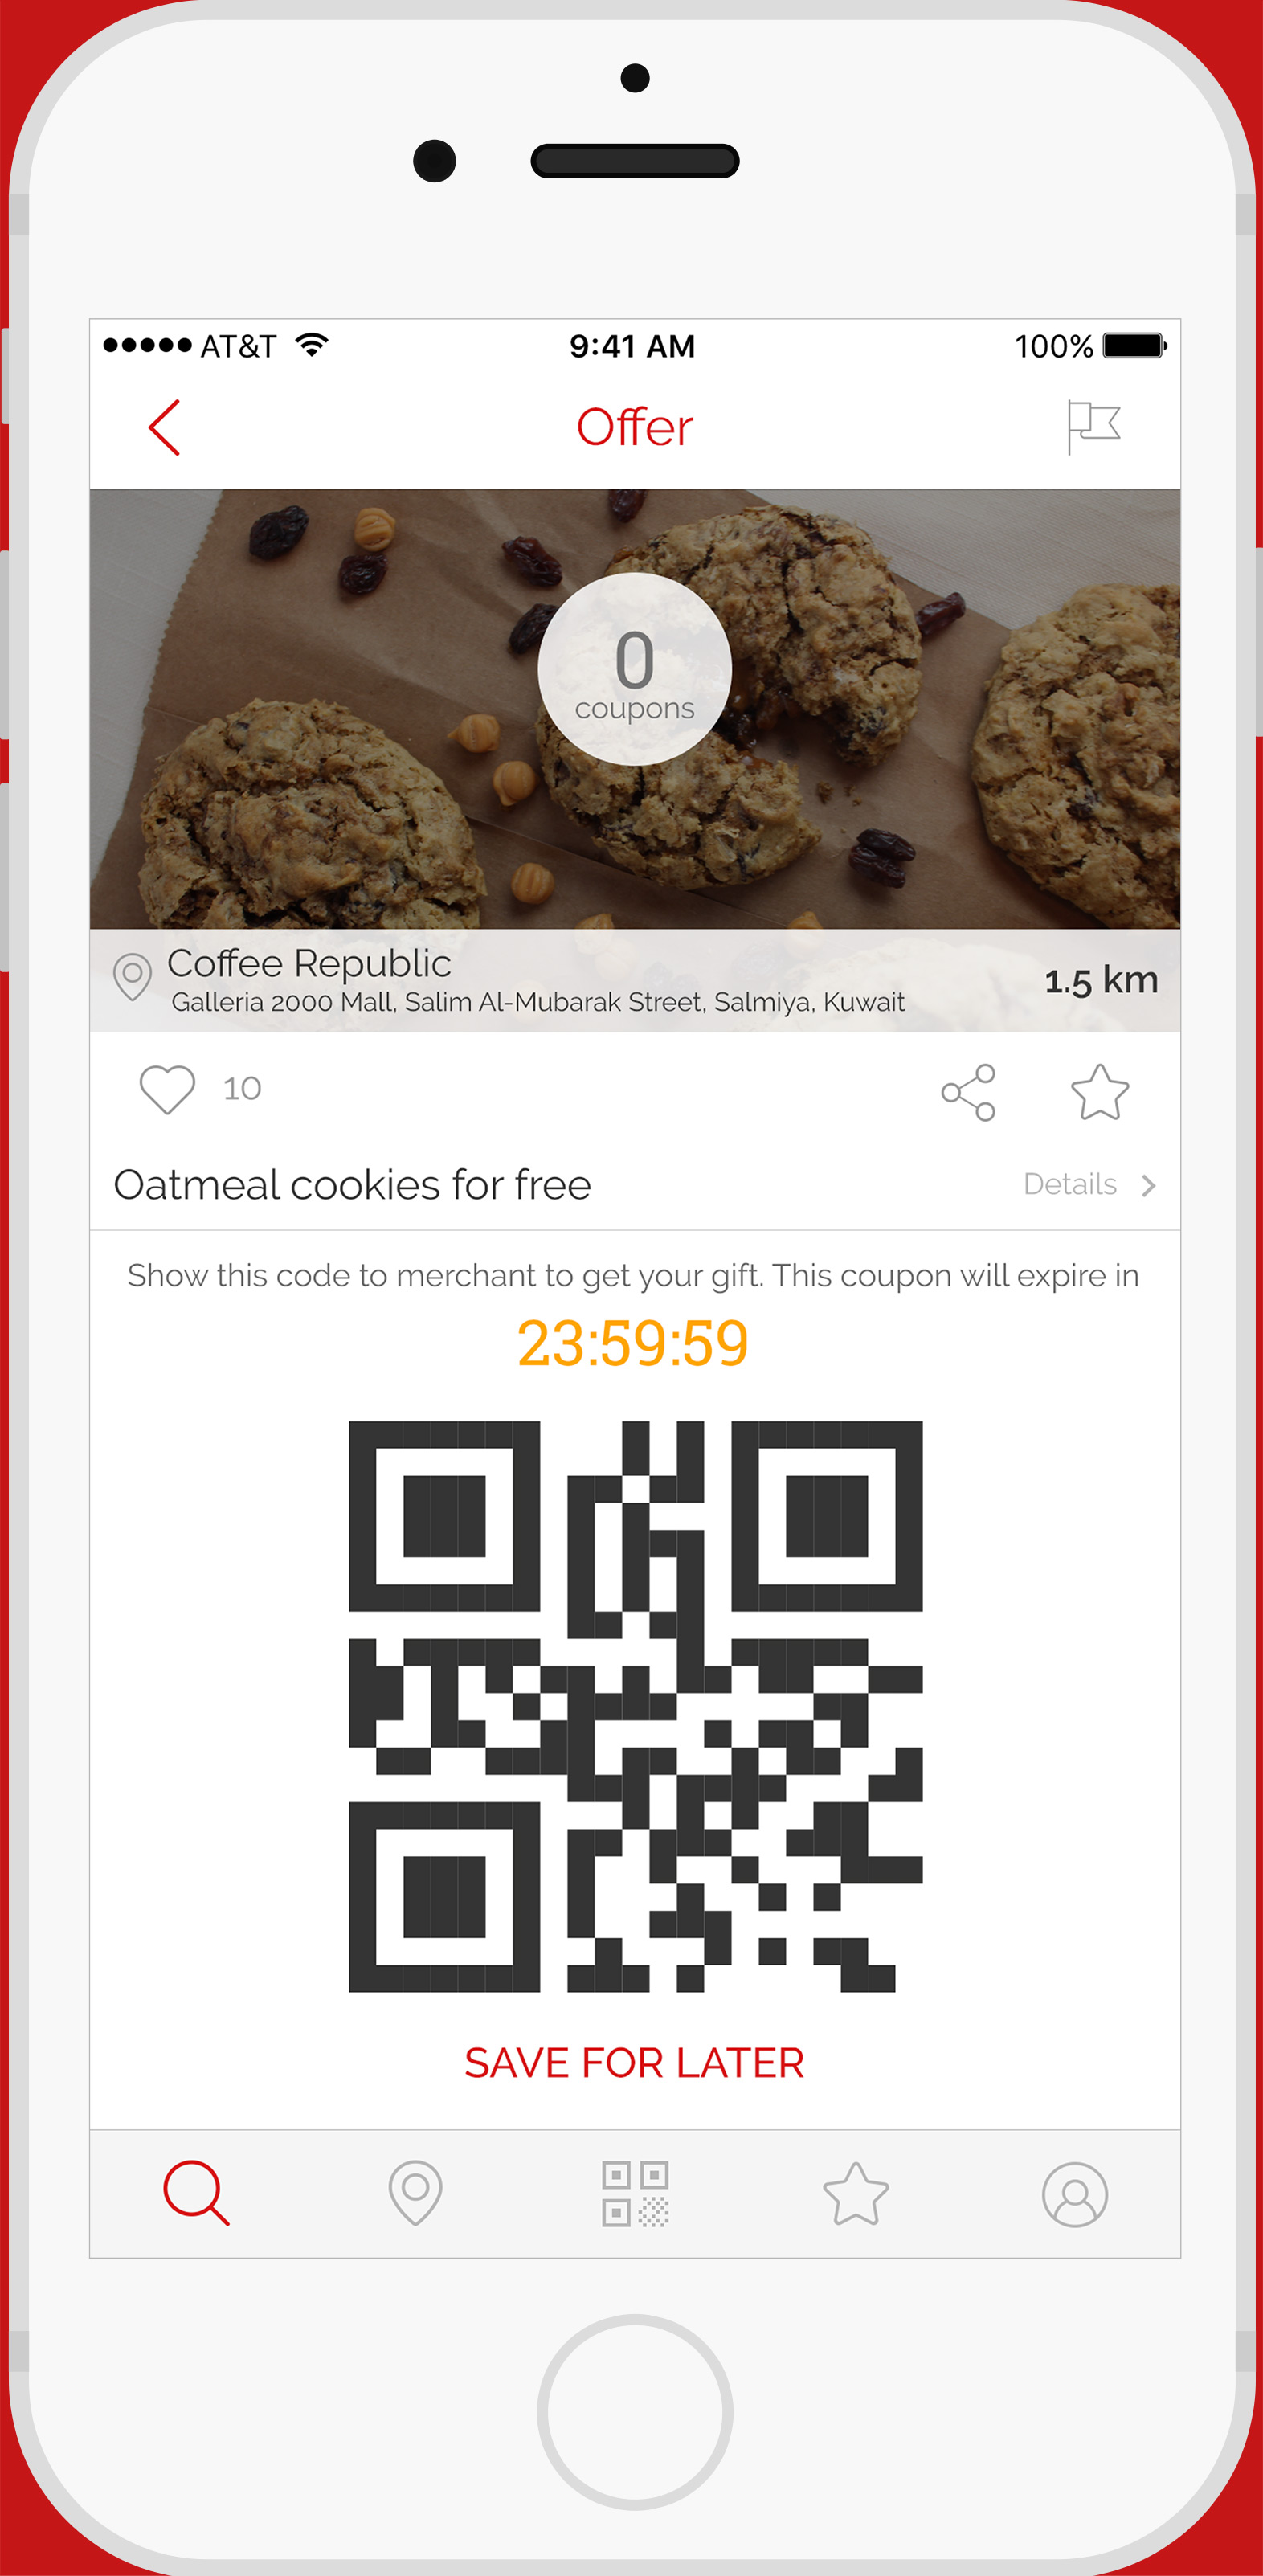 AT&T 9:41 AM 100%
Offer
0
coupons
Coffee Republic
1.5 km
Galleria 2000 Mall, Salim Al-Mubarak Street, Salmiya, Kuwait
10
Oatmeal cookies for free Details
Show this code to merchant to get your gift. This coupon will expire in
23:59:59
SAVE FOR LATER